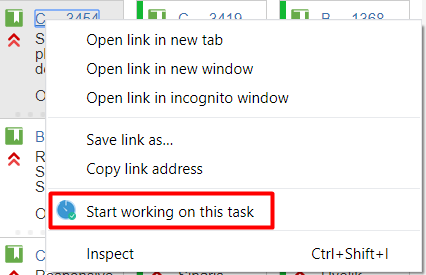 C 3454
C 3419
B 1368
S
pl
de
O
Open link in new tab
Open link in new window
Open link in incognito window
B
R
S
S
O
Save link as...
Copy link address
Start working on this task
Inspect Ctrl+Shift+I
C